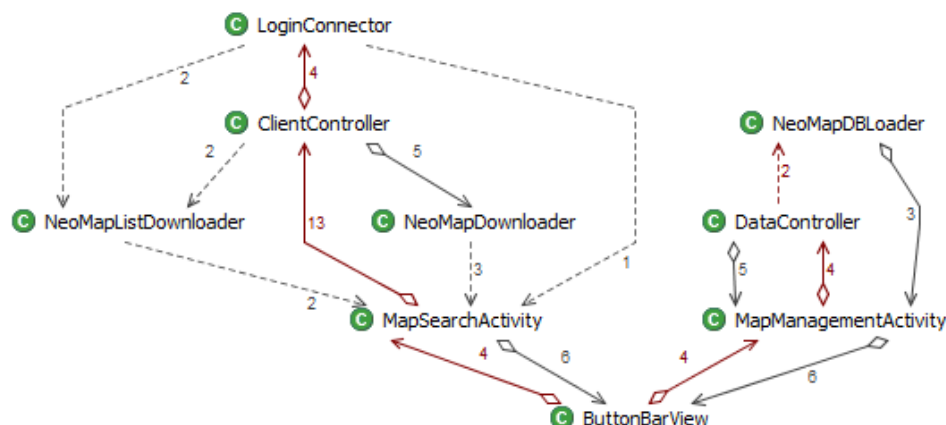 C LoginConnector
2
4
C ClientController
C NeoMapDBLoader
2
5
2
C NeoMapListDownloader
C NeoMapDownloader
C DataController
13
3
1
5
4
3
2
C MapSearchActivity
C MapManagementActivity
4
6
4
6
C ButtonBarView